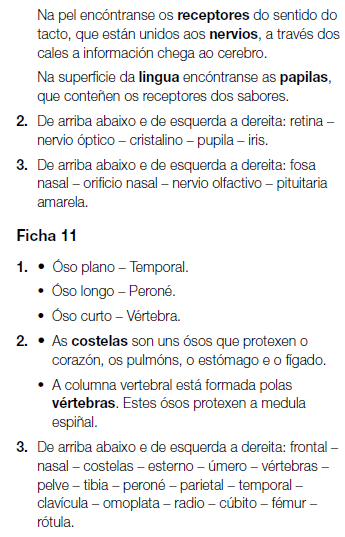 Na pel encóntranse os receptores do sentido do
tacto, que están unidos aos nervios, a través dos
cales a información chega ao cerebro.
Na superficie da lingua encóntranse as papilas,
que conteñen os receptores dos sabores.
2. De arriba abaixo e de esquerda a dereita: retina –
nervio óptico – cristalino – pupila – iris.
3. De arriba abaixo e de esquerda a dereita: fosa
nasal – orificio nasal – nervio olfactivo – pituitaria
amarela.
Ficha 11
1. • Óso plano – Temporal.
• Óso longo – Peroné.
• Óso curto – Vértebra.
2. • As costelas son uns ósos que protexen o
corazón, os pulmóns, o estómago e o fígado.
• A columna vertebral está formada polas
vértebras. Estes ósos protexen a medula
espiñal.
3. De arriba abaixo e de esquerda a dereita: frontal –
nasal – costelas – esterno – úmero – vértebras –
pelve – tibia – peroné – parietal – temporal –
clavícula – omoplata – radio – cúbito – fémur –
rótula.